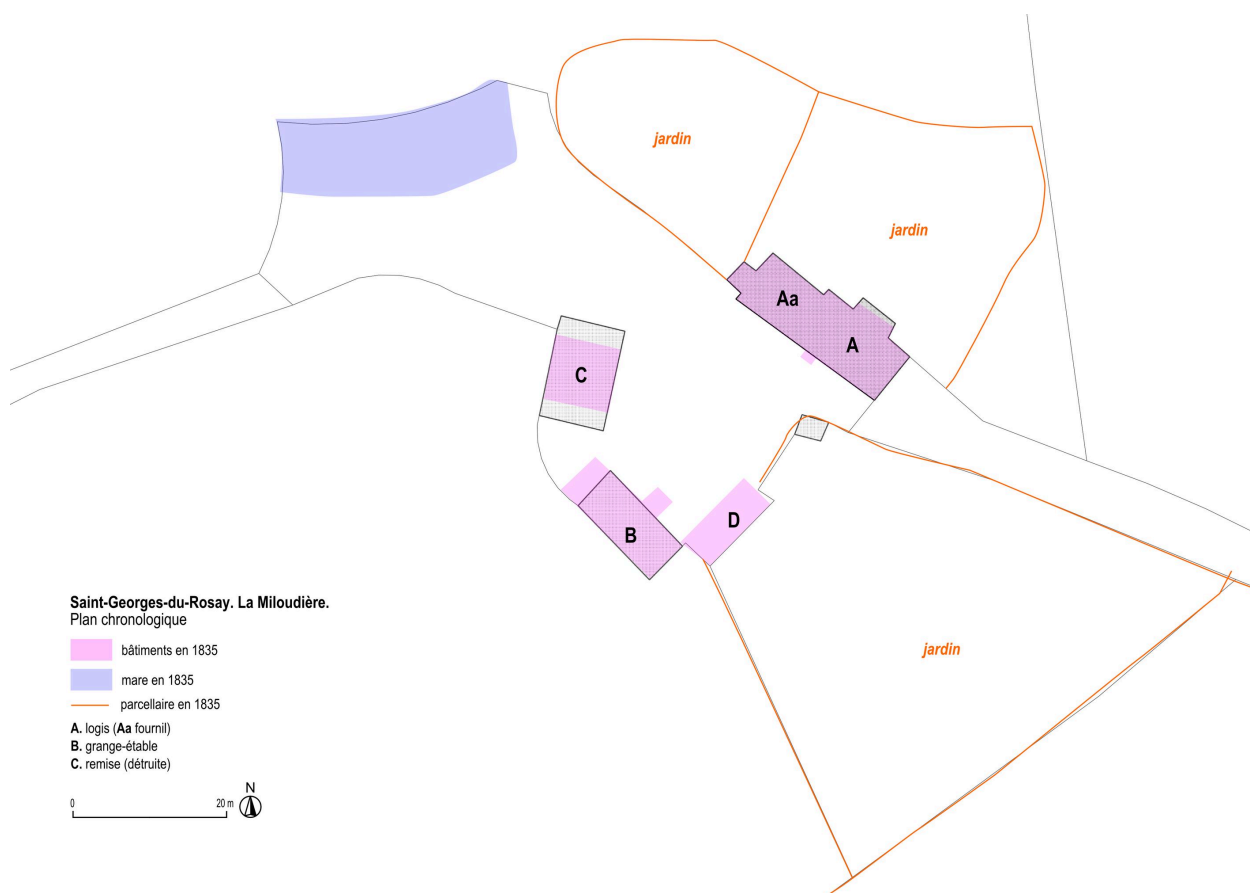 jardin
jardin
Aa
A
C
D
B
jardin
Saint-Georges-du-Rosay. La Miloudière.
Plan chronologique
bâtiments en 1835
mare en 1835
parcellaire en 1835
A. logis (Aa fournil)
B. grange-étable
C. remise (détruite)
0 20 m N